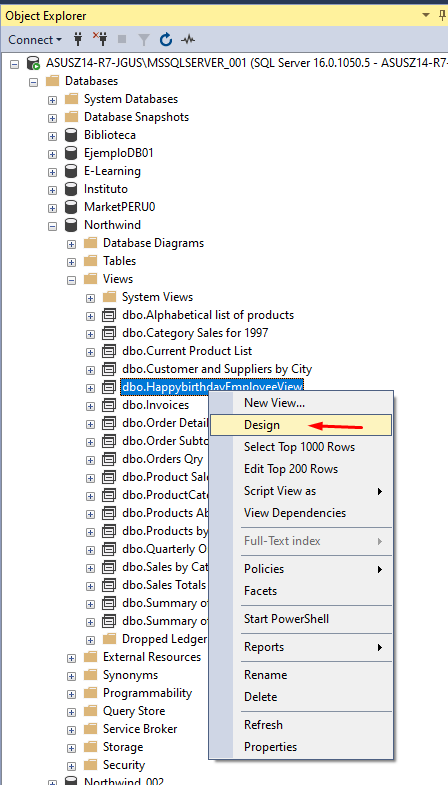 Object Explorer
Connect
ASUSZ14-R7-JGUS\MSSQLSERVER_001 (SQL Server 16.0.1050.5 - ASUSZ14-R7-
Databases
System Databases
Database Snapshots
Biblioteca
EjemploDB01
E-Learning
Instituto
MarketPERU0
Northwind
Database Diagrams
Tables
Views
System Views
dbo.Alphabetical list of products
dbo.Category Sales for 1997
dbo.Current Product List
dbo.Customer and Suppliers by City
dbo.HappybirthdayEmployeeView
dbo.Invoices
dbo.Order Detail
dbo.Order Subto
dbo.Orders Qry
dbo.Product Sale
dbo.ProductCate
dbo.Products Ab
dbo.Products by
dbo.Quarterly O
dbo.Sales by Cat
dbo.Sales Totals
dbo.Summary of
dbo.Summary of
Dropped Ledger
External Resources
Synonyms
Programmability
Query Store
Service Broker
Storage
Security
Northwind_002
New View...
Design
Select Top 1000 Rows
Edit Top 200 Rows
Script View as
View Dependencies
Full-Text index
Policies
Facets
Start PowerShell
Reports
Rename
Delete
Refresh
Properties